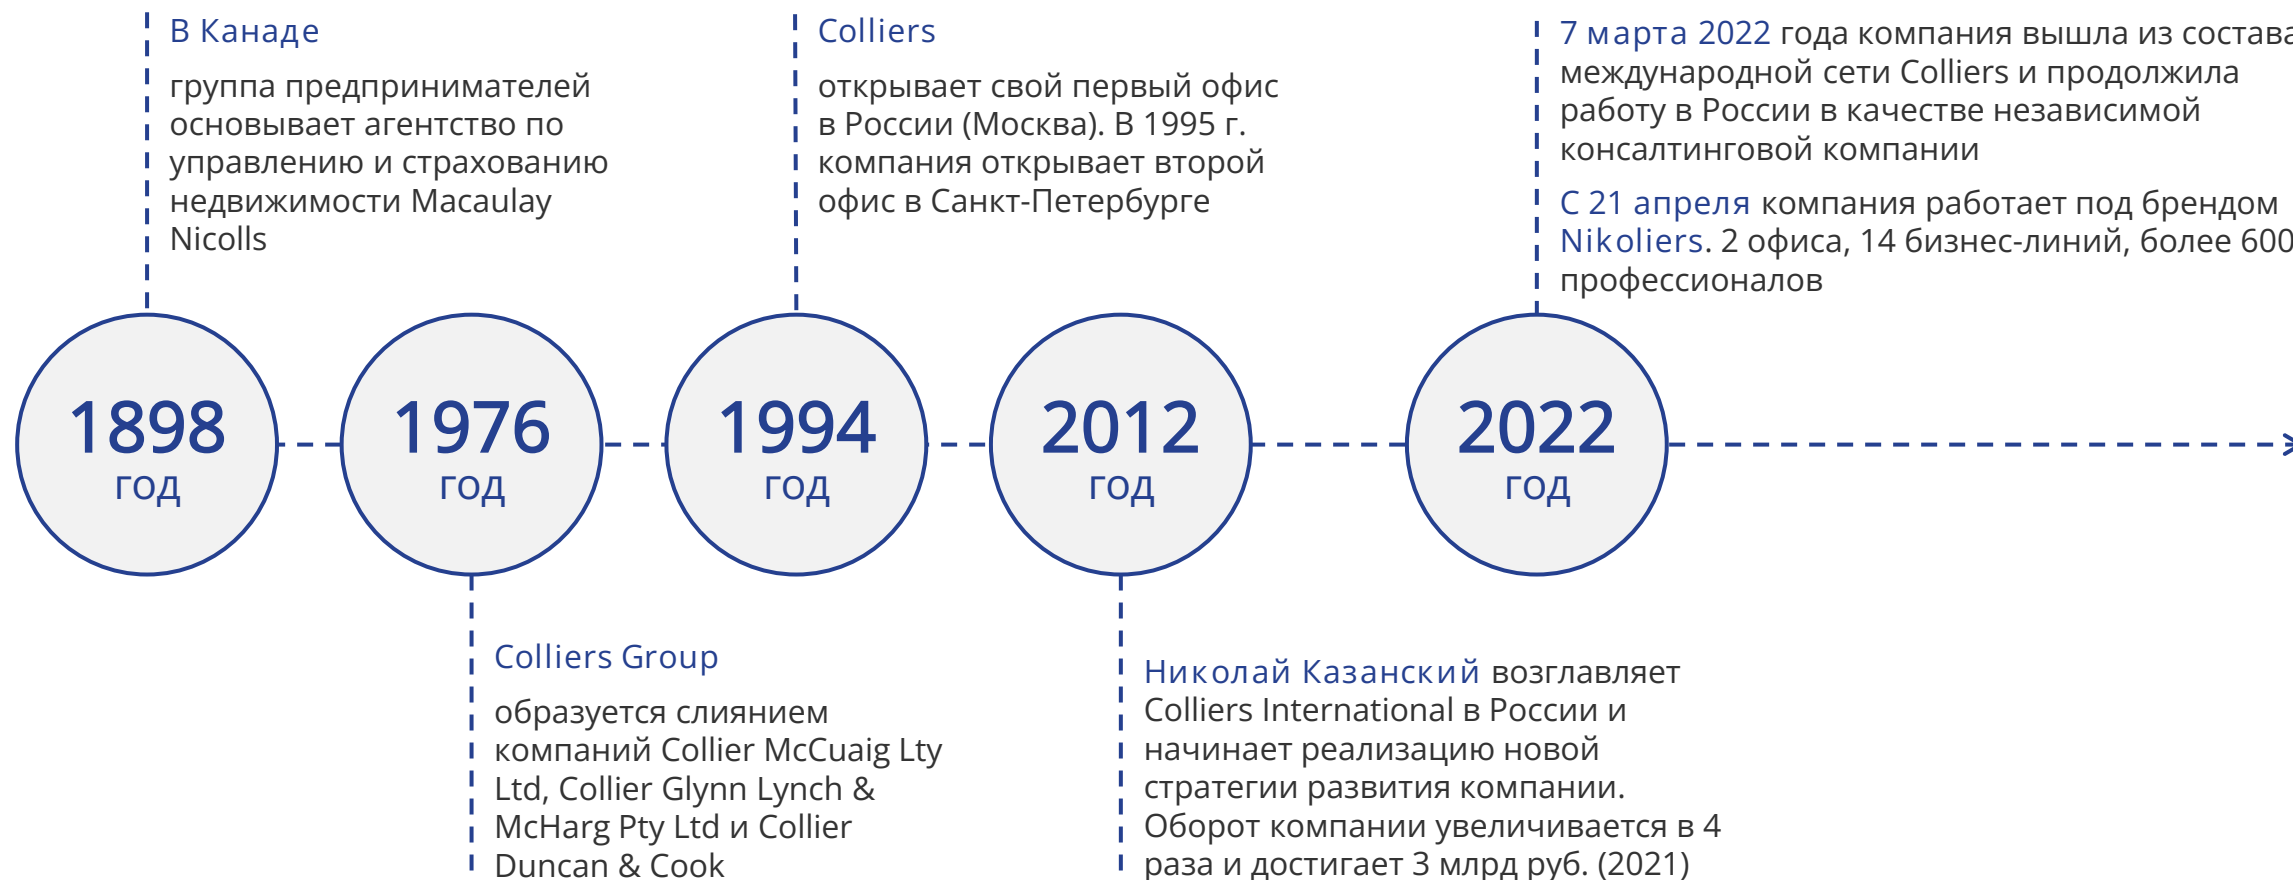 В Канаде
группа предпринимателей
основывает агентство по
управлению и страхованию
недвижимости Macaulay
Nicolls
Colliers
открывает свой первый офис
в России (Москва). В 1995 г.
компания открывает второй
офис в Санкт-Петербурге
7 марта 2022 года компания вышла из состава
международной сети Colliers и продолжила
работу в России в качестве независимой
консалтинговой компании
С 21 апреля компания работает под брендом
Nikoliers. 2 офиса, 14 бизнес-линий, более 600
профессионалов
1898
год
1976
год
1994
год
2012
год
2022
год
Colliers Group
образуется слиянием
компаний Collier McCuaig Lty
Ltd, Collier Glynn Lynch &
McHarg Pty Ltd и Collier
Duncan & Cook
Николай Казанский возглавляет
Colliers International в России и
начинает реализацию новой
стратегии развития компании.
Оборот компании увеличивается в 4
раза и достигает 3 млрд руб. (2021)